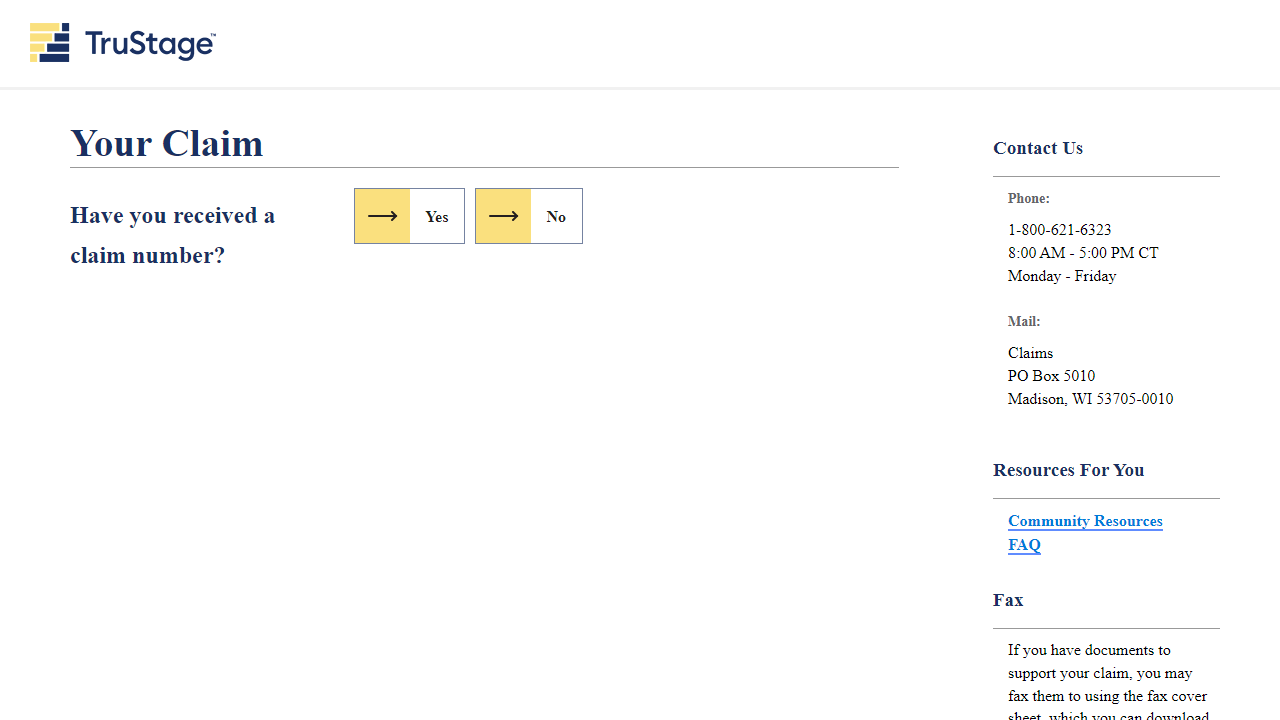 TruStage™
Your Claim
Have you received a
claim number?
Yes
No
Contact Us
Phone:
1-800-621-6323
8:00 AM - 5:00 PM CT
Monday - Friday
Mail:
Claims
PO Box 5010
Madison, WI 53705-0010
Resources For You
Community Resources
FAQ
Fax
If you have documents to
support your claim, you may
fax them to using the fax cover
sheet, which you can download